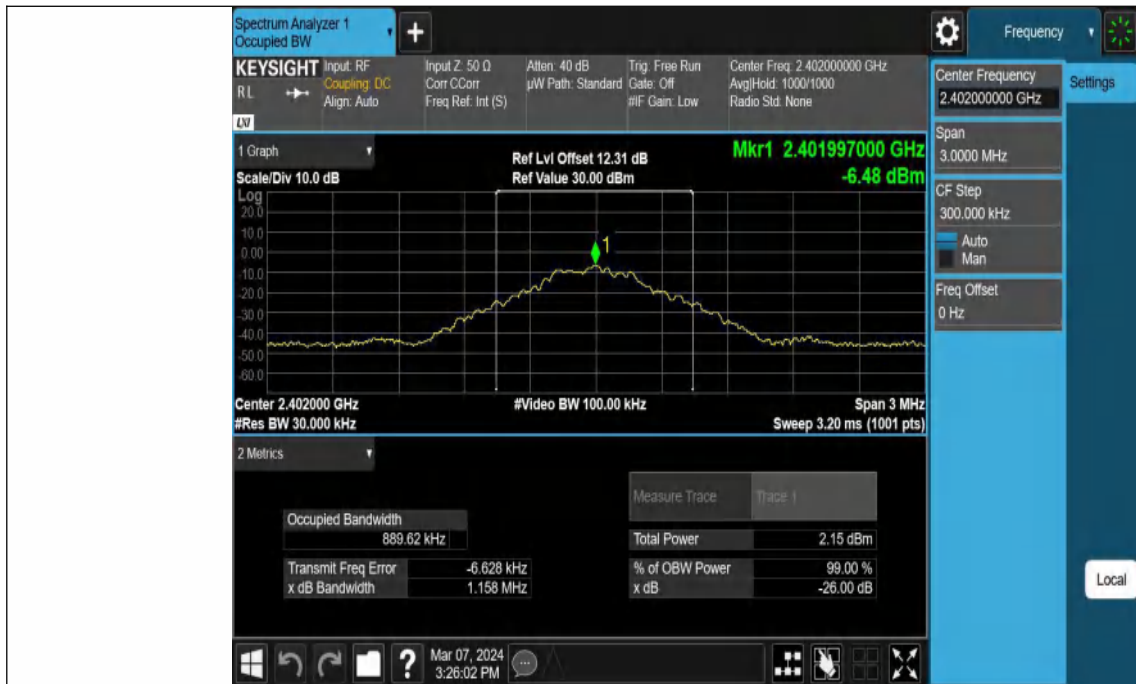 Spectrum Analyzer 1
Occupied BW
+
Frequency
KEYSIGHT
R L
LXI
Input: RF
Coupling: DC
Align: Auto
Input Z: 50 Ω
Corr CCorr
Freq Ref: Int (S)
Atten: 40 dB
µW Path: Standard
Trig: Free Run
Gate: Off
#IF Gain: Low
Center Freq: 2.402000000 GHz
Avg|Hold: 1000/1000
Radio Std: None
Center Frequency
2.402000000 GHz
Settings
Span
3.0000 MHz
CF Step
300.000 kHz
Auto
Man
Freq Offset
0 Hz
Local
1 Graph
Scale/Div 10.0 dB
Ref Lvl Offset 12.31 dB
Ref Value 30.00 dBm
Mkr1 2.401997000 GHz
-6.48 dBm
Log
20.0
10.0
0.00
-10.0
-20.0
-30.0
-40.0
-50.0
-60.0
1
Center 2.402000 GHz
#Video BW 100.00 kHz
Span 3 MHz
#Res BW 30.000 kHz
Sweep 3.20 ms (1001 pts)
2 Metrics
Measure Trace Trace 1
Occupied Bandwidth
889.62 kHz
Total Power 2.15 dBm
Transmit Freq Error -6.628 kHz
% of OBW Power 99.00 %
x dB Bandwidth 1.158 MHz
x dB -26.00 dB
?
Mar 07, 2024
3:26:02 PM